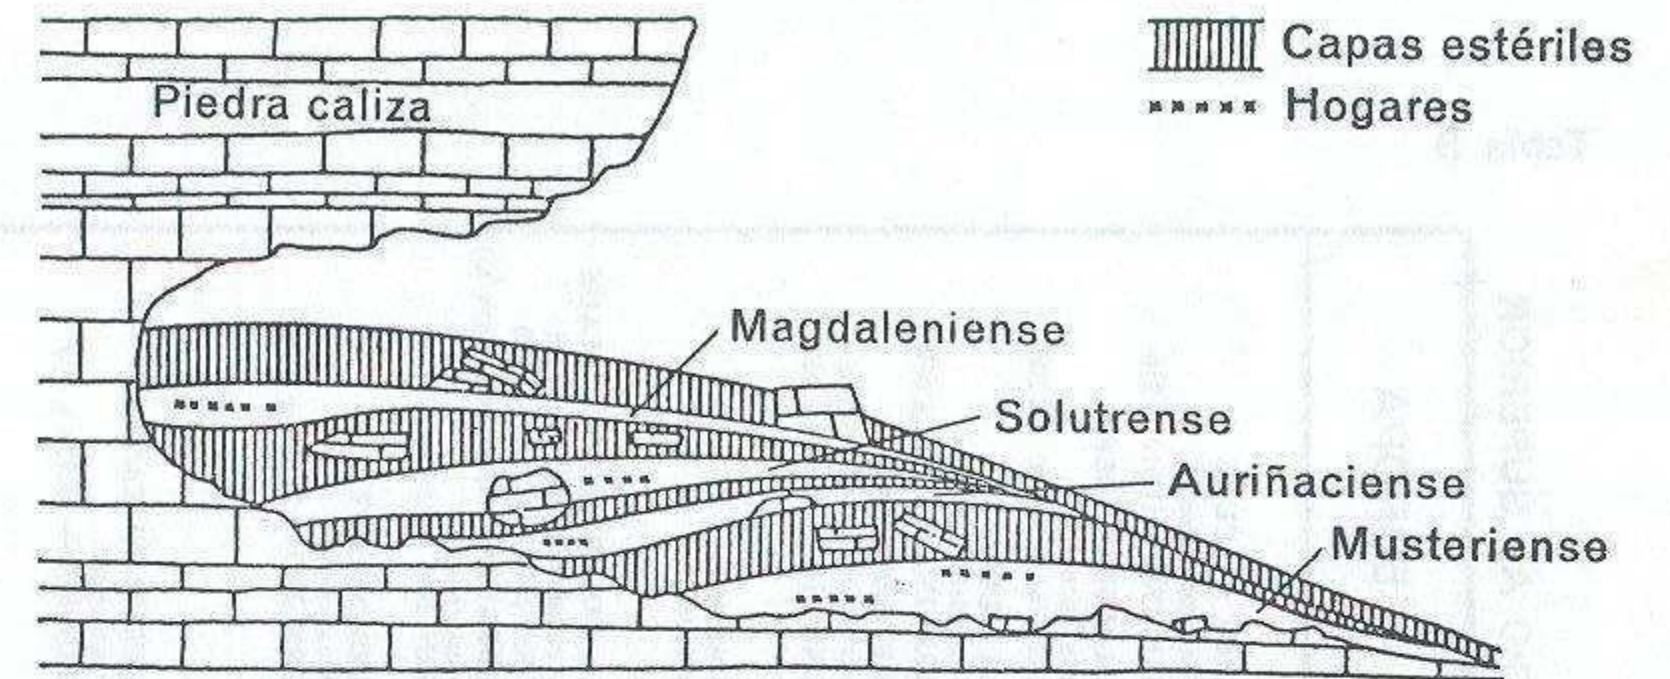 Capas estériles
Hogares
Piedra caliza
Magdaleniense
Solutrense
Auriñaciense
Musteriense